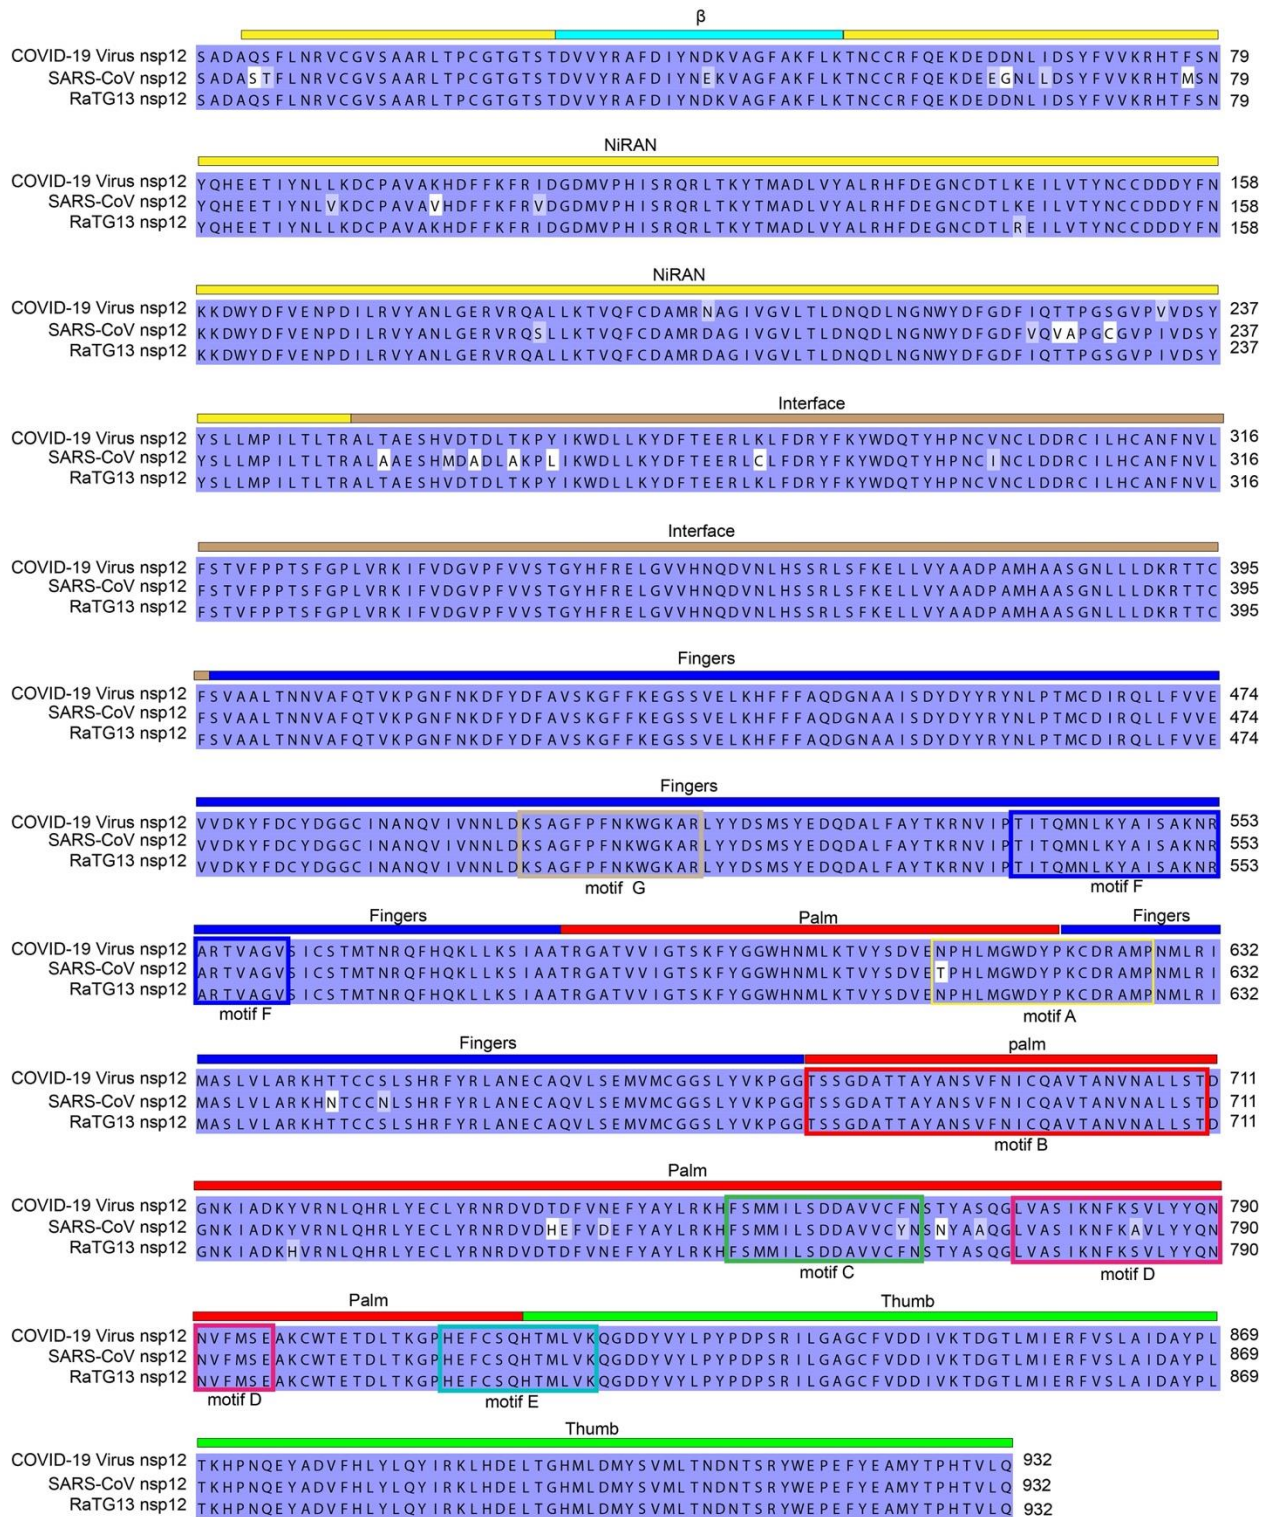 β
COVID-19 Virus nsp12 SADAQSFLNRVCGVSAARLTPCGTGTSTDVVYRAFDIYNDKVAGFAKFLKTNCCRFQEKDEDDNLIDSYFVVKRHTFSN 79
SARS-CoV nsp12 SADASTFLNRVCGVSAARLTPCGTGTSTDVVYRAFDIYNEKVAGFAKFLKTNCCRFQEKDEEGNLLDSYFVVKRHTMSN 79
RaTG13 nsp12 SADAQSFLNRVCGVSAARLTPCGTGTSTDVVYRAFDIYNDKVAGFAKFLKTNCCRFQEKDEDDNLIDSYFVVKRHTFSN 79
NiRAN
COVID-19 Virus nsp12 YQHEETIYNLLKDCPAVAKHDFFKFRIDGDMVPHISRQRLTKYTMADLVYALRHFDEGNCDTLKEILVTYNCCDDDYFN 158
SARS-CoV nsp12 YQHEETIYNLVKDCPAVAVHDFFKFRVDGDMVPHISRQRLTKYTMADLVYALRHFDEGNCDTLKEILVTYNCCDDDYFN 158
RaTG13 nsp12 YQHEETIYNLLKDCPAVAKHDFFKFRIDGDMVPHISRQRLTKYTMADLVYALRHFDEGNCDTLREILVTYNCCDDDYFN 158
NiRAN
COVID-19 Virus nsp12 KKDWYDFVENPDILRVYANLGERVRQALLKTVQFCDAMRNAGIVGVLTLDNQDLNGNWYDFGDFIQTTPGSGVPVVDSY 237
SARS-CoV nsp12 KKDWYDFVENPDILRVYANLGERVRQSLLKTVQFCDAMRDAGIVGVLTLDNQDLNGNWYDFGDFVQVAPGCGVPIVDSY 237
RaTG13 nsp12 KKDWYDFVENPDILRVYANLGERVRQALLKTVQFCDAMRDAGIVGVLTLDNQDLNGNWYDFGDFIQTTPGSGVPIVDSY 237
Interface
COVID-19 Virus nsp12 YSLLMPILTLTRALTAESHVDTDLTKPYIKWDLLKYDFTEERLKLFDRYFKYWDQTYHPNCVNCLDDRCILHCANFNVL 316
SARS-CoV nsp12 YSLLMPILTLTRALAAESHMDADLAKPLIKWDLLKYDFTEERLCLFDRYFKYWDQTYHPNCINCLDDRCILHCANFNVL 316
RaTG13 nsp12 YSLLMPILTLTRALTAESHVDTDLTKPYIKWDLLKYDFTEERLKLFDRYFKYWDQTYHPNCVNCLDDRCILHCANFNVL 316
Interface
COVID-19 Virus nsp12 FSTVFPPTSFGPLVRKIFVDGVPFVVSTGYHFRELGVVHNQDVNLHSSRLSFKELLVYAADPAMHAASGNLLLDKRTTC 395
SARS-CoV nsp12 FSTVFPPTSFGPLVRKIFVDGVPFVVSTGYHFRELGVVHNQDVNLHSSRLSFKELLVYAADPAMHAASGNLLLDKRTTC 395
RaTG13 nsp12 FSTVFPPTSFGPLVRKIFVDGVPFVVSTGYHFRELGVVHNQDVNLHSSRLSFKELLVYAADPAMHAASGNLLLDKRTTC 395
Fingers
COVID-19 Virus nsp12 FSVAALTNNVAFQTVKPGNFNKDFYDFAVSKGFFKEGSSVELKHFFFAQDGNAAISDYDYYRYNLPTMCDIRQLLFVVE 474
SARS-CoV nsp12 FSVAALTNNVAFQTVKPGNFNKDFYDFAVSKGFFKEGSSVELKHFFFAQDGNAAISDYDYYRYNLPTMCDIRQLLFVVE 474
RaTG13 nsp12 FSVAALTNNVAFQTVKPGNFNKDFYDFAVSKGFFKEGSSVELKHFFFAQDGNAAISDYDYYRYNLPTMCDIRQLLFVVE 474
Fingers
COVID-19 Virus nsp12 VVDKYFDCYDGGCINANQVIVNNLDKSAGFPFNKWGKARLYYDSMSYEDQDALFAYTKRNVIPTITQMNLKYAISAKNR 553
SARS-CoV nsp12 VVDKYFDCYDGGCINANQVIVNNLDKSAGFPFNKWGKARLYYDSMSYEDQDALFAYTKRNVIPTITQMNLKYAISAKNR 553
RaTG13 nsp12 VVDKYFDCYDGGCINANQVIVNNLDKSAGFPFNKWGKARLYYDSMSYEDQDALFAYTKRNVIPTITQMNLKYAISAKNR 553
motif G motif F
Fingers Palm Fingers
COVID-19 Virus nsp12 ARTVAGVSICSTMTNRQFHQKLLKSIAATRGATVVIGTSKFYGGWHNMLKTVYSDVENPHLMGWDYPKCDRAMPNMLRI 632
SARS-CoV nsp12 ARTVAGVSICSTMTNRQFHQKLLKSIAATRGATVVIGTSKFYGGWHNMLKTVYSDVETPHLMGWDYPKCDRAMPNMLRI 632
RaTG13 nsp12 ARTVAGVSICSTMTNRQFHQKLLKSIAATRGATVVIGTSKFYGGWHNMLKTVYSDVENPHLMGWDYPKCDRAMPNMLRI 632
motif F motif A
Fingers palm
COVID-19 Virus nsp12 MASLVLARKHTTCCSLSHRFYRLANECAQVLSEMVMCGGSLYVKPGGTSSGDATTAYANSVFNICQAVTANVNALLSTD 711
SARS-CoV nsp12 MASLVLARKHNTCCNLSHRFYRLANECAQVLSEMVMCGGSLYVKPGGTSSGDATTAYANSVFNICQAVTANVNALLSTD 711
RaTG13 nsp12 MASLVLARKHTTCCSLSHRFYRLANECAQVLSEMVMCGGSLYVKPGGTSSGDATTAYANSVFNICQAVTANVNALLSTD 711
motif B
Palm
COVID-19 Virus nsp12 GNKIADKYVRNLQHRLYECLYRNRDVDTDFVNEFYAYLRKHFSMMILSDDAVVCFNSTYASQGLVASIKNFKSVLYYQN 790
SARS-CoV nsp12 GNKIADKYVRNLQHRLYECLYRNRDVDHEFVDEFYAYLRKHFSMMILSDDAVVCYNSNYAAQGLVASIKNFKAVLYYQN 790
RaTG13 nsp12 GNKIADKHVRNLQHRLYECLYRNRDVDTDFVNEFYAYLRKHFSMMILSDDAVVCFNSTYASQGLVASIKNFKSVLYYQN 790
motif C motif D
Palm Thumb
COVID-19 Virus nsp12 NVFMSEAKCWTETDLTKGPHEFCSQHTMLVKQGDDYVYLPYPDPSRILGAGCFVDDIVKTDGTLMIERFVSLAIDAYPL 869
SARS-CoV nsp12 NVFMSEAKCWTETDLTKGPHEFCSQHTMLVKQGDDYVYLPYPDPSRILGAGCFVDDIVKTDGTLMIERFVSLAIDAYPL 869
RaTG13 nsp12 NVFMSEAKCWTETDLTKGPHEFCSQHTMLVKQGDDYVYLPYPDPSRILGAGCFVDDIVKTDGTLMIERFVSLAIDAYPL 869
motif D motif E
Thumb
COVID-19 Virus nsp12 TKHPNQEYADVFHLYLQYIRKLHDELTGHMLDMYSVMLTNDNTSRYWEPEFYEAMYTPHTVLQ 932
SARS-CoV nsp12 TKHPNQEYADVFHLYLQYIRKLHDELTGHMLDMYSVMLTNDNTSRYWEPEFYEAMYTPHTVLQ 932
RaTG13 nsp12 TKHPNQEYADVFHLYLQYIRKLHDELTGHMLDMYSVMLTNDNTSRYWEPEFYEAMYTPHTVLQ 932